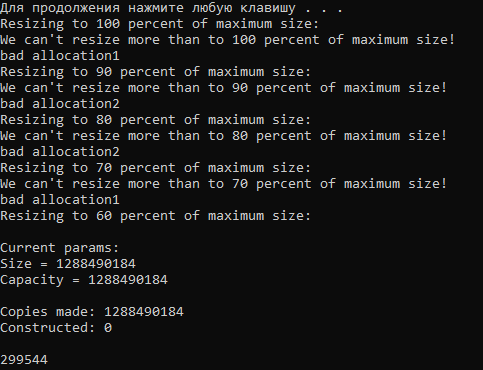 Для продолжения нажмите любую клавишу . . .
Resizing to 100 percent of maximum size:
We can't resize more than to 100 percent of maximum size!
bad allocation1
Resizing to 90 percent of maximum size:
We can't resize more than to 90 percent of maximum size!
bad allocation2
Resizing to 80 percent of maximum size:
We can't resize more than to 80 percent of maximum size!
bad allocation2
Resizing to 70 percent of maximum size:
We can't resize more than to 70 percent of maximum size!
bad allocation1
Resizing to 60 percent of maximum size:
Current params:
Size = 1288490184
Capacity = 1288490184
Copies made: 1288490184
Constructed: 0
299544